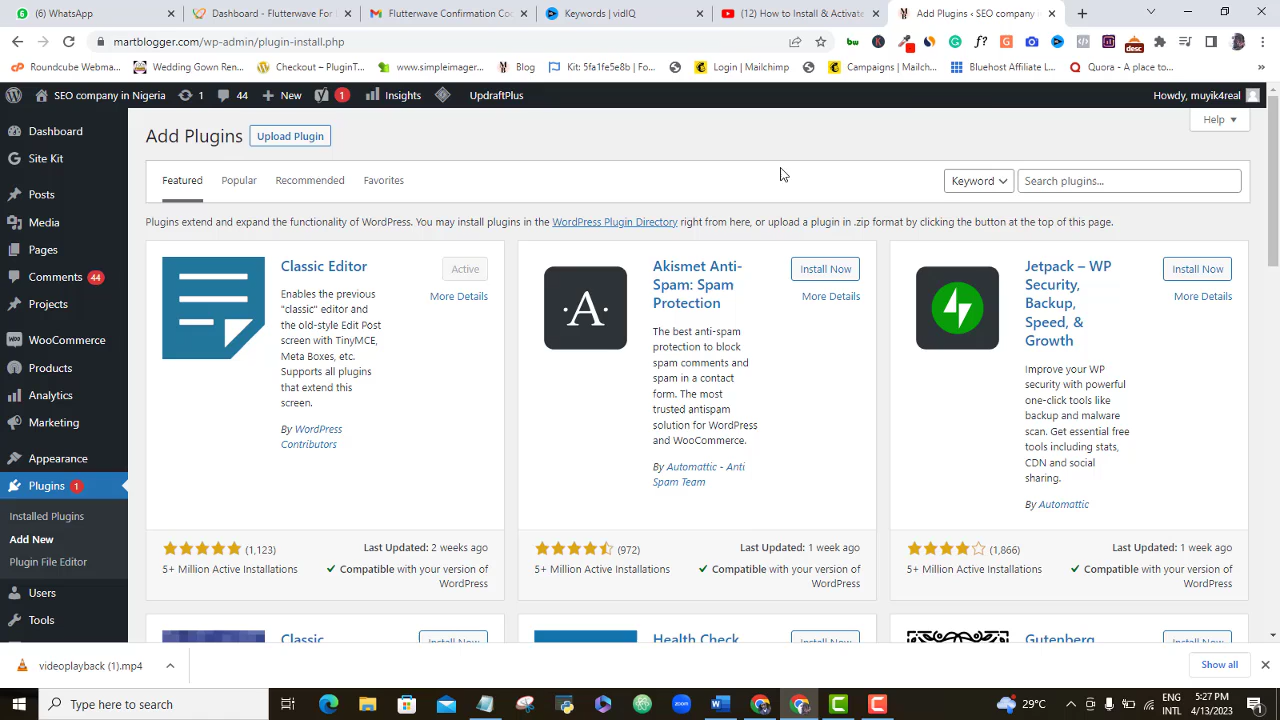 (6) WhatsApp
Dashboard - Flutterwave For
Flutterwave Confirmation Co
Keywords | vidIQ
(12) How to Install & Activate
Add Plugins ‹ SEO company in
martblogger.com/wp-admin/plugin-install.php
Roundcube Webma...
Wedding Gown Ren...
Checkout – PluginT...
www.simpleimager...
Blog
Kit: 5fa1fe5e8b | Fo...
Login | Mailchimp
Campaigns | Mailch...
Bluehost Affiliate L...
Quora - A place to...
SEO company in Nigeria
1
44
New
1
Insights
UpdraftPlus
Howdy, muyik4real
Dashboard
Site Kit
Posts
Media
Pages
Comments 44
Projects
WooCommerce
Products
Analytics
Marketing
Appearance
Plugins 1
Installed Plugins
Add New
Plugin File Editor
Users
Tools
Add Plugins
Upload Plugin
Help
Featured
Popular
Recommended
Favorites
Keyword
Search plugins...
Plugins extend and expand the functionality of WordPress. You may install plugins in the WordPress Plugin Directory right from here, or upload a plugin in .zip format by clicking the button at the top of this page.
Classic Editor
Active
More Details
Enables the previous
"classic" editor and
the old-style Edit Post
screen with TinyMCE,
Meta Boxes, etc.
Supports all plugins
that extend this
screen.
By WordPress
Contributors
(1,123)
Last Updated: 2 weeks ago
5+ Million Active Installations
Compatible with your version of
WordPress
Akismet Anti-
Spam: Spam
Protection
Install Now
More Details
The best anti-spam
protection to block
spam comments and
spam in a contact
form. The most
trusted antispam
solution for WordPress
and WooCommerce.
By Automattic - Anti
Spam Team
(972)
Last Updated: 1 week ago
5+ Million Active Installations
Compatible with your version of
WordPress
Jetpack – WP
Security,
Backup,
Speed, &
Growth
Install Now
More Details
Improve your WP
security with powerful
one-click tools like
backup and malware
scan. Get essential free
tools including stats,
CDN and social
sharing.
By Automattic
(1,866)
Last Updated: 1 week ago
5+ Million Active Installations
Compatible with your version of
WordPress
Classic
Install Now
Health Check
Install Now
Gutenberg
Install Now
videoplayback (1).mp4
Show all
Type here to search
29°C
ENG
INTL
5:27 PM
4/13/2023